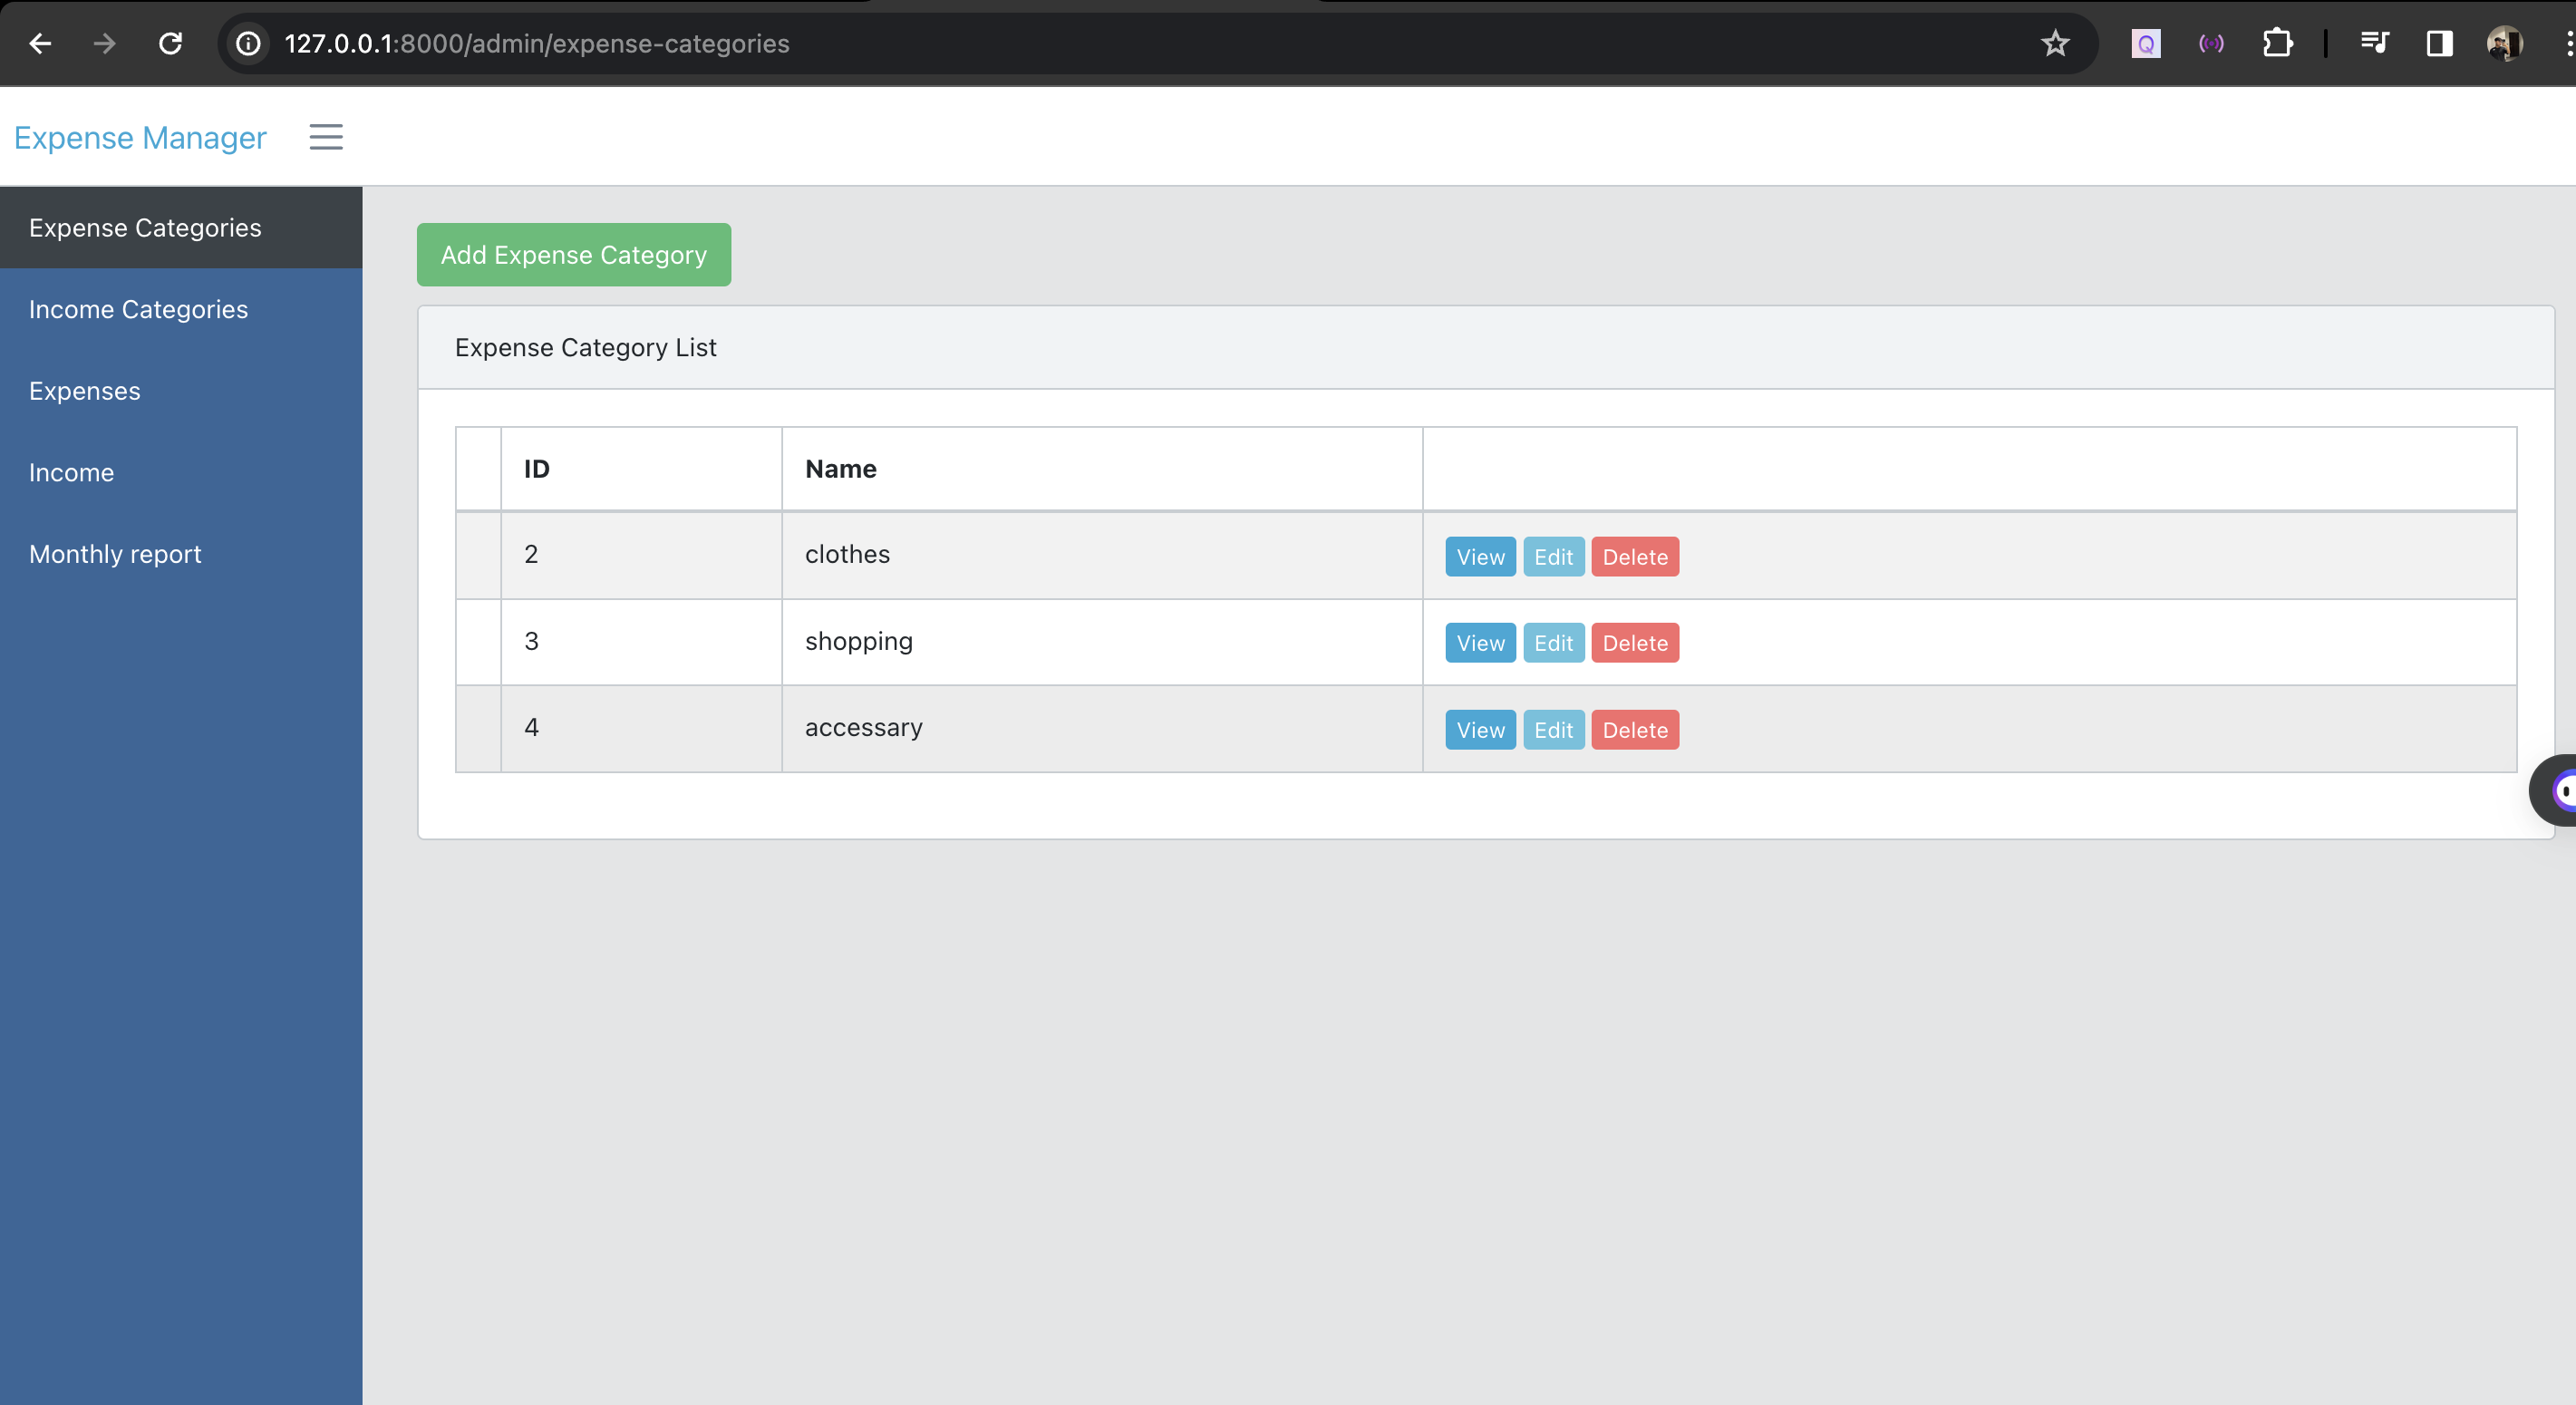 127.0.0.1:8000/admin/expense-categories
Q
Expense Manager
Expense Categories
Income Categories
Expenses
Income
Monthly report
Add Expense Category
Expense Category List
ID Name
2 clothes View Edit Delete
3 shopping View Edit Delete
4 accessary View Edit Delete